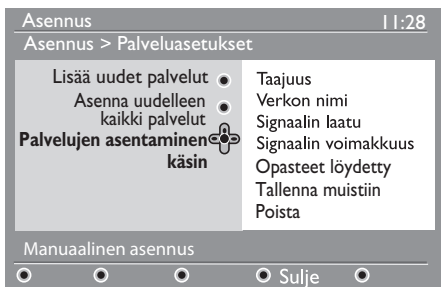 Asennus 11:28
Asennus > Palveluasetukset
Lisää uudet palvelut
Asenna uudelleen
kaikki palvelut
Palvelujen asentaminen
käsin
Taajuus
Verkon nimi
Signaalin laatu
Signaalin voimakkuus
Opasteet löydetty
Tallenna muistiin
Poista
Manuaalinen asennus
Sulje